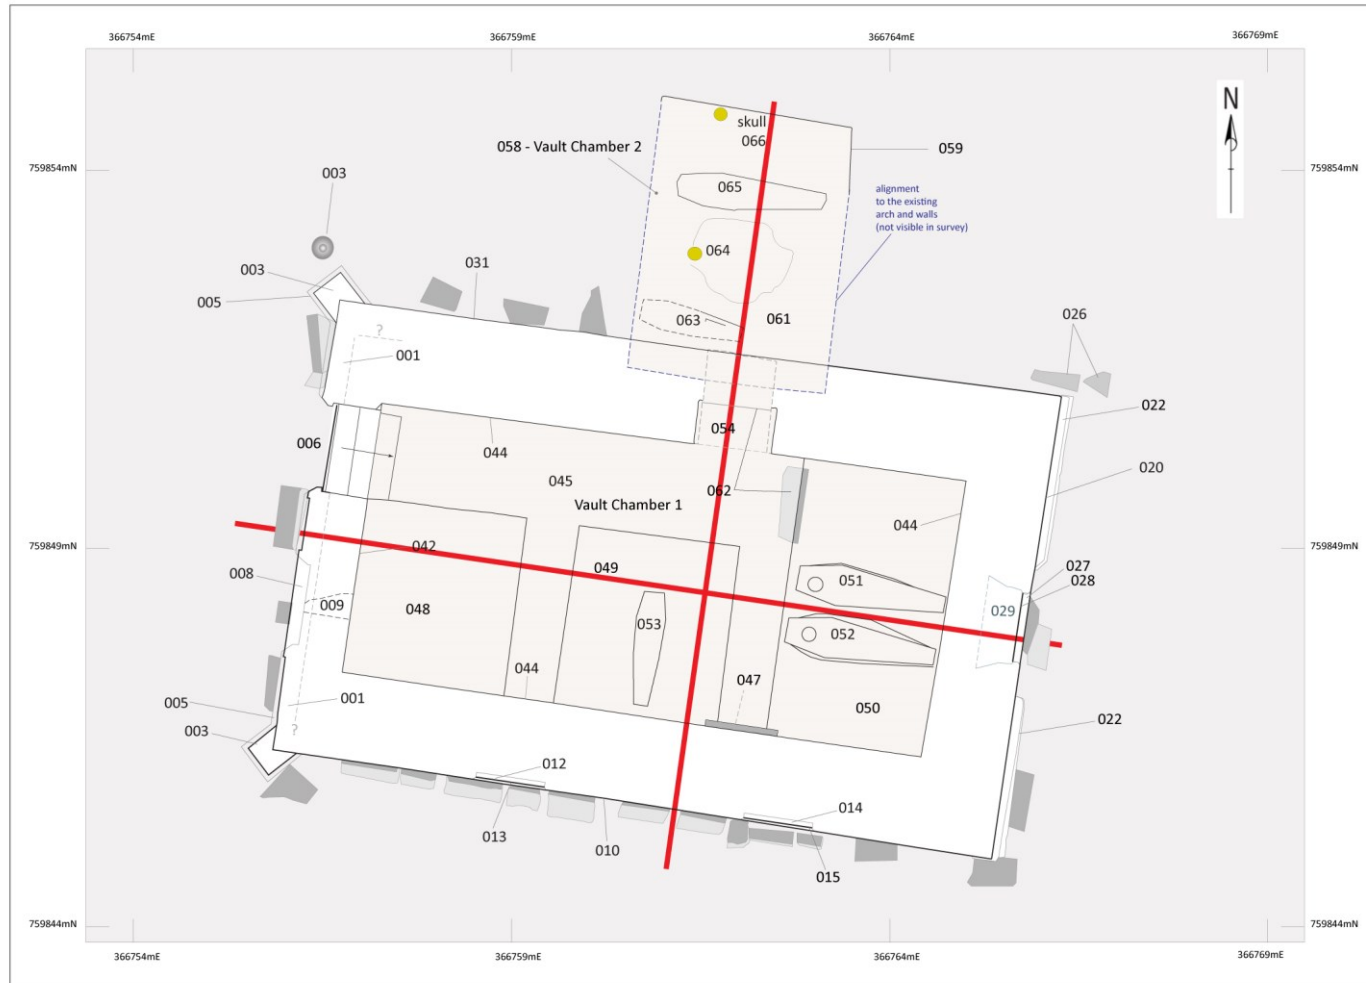 366754mE
366759mE
366764mE
366769mE
N
skull
066
058 - Vault Chamber 2
059
759854mN
759854mN
003
065
alignment
to the existing
arch and walls
(not visible in survey)
064
003
031
005
063
061
026
?
001
022
054
006
044
045
020
062
Vault Chamber 1
044
759849mN
759849mN
042
049
027
008
051
028
009
048
029
053
052
044
047
001
050
005
022
003
?
012
014
013
010
015
759844mN
759844mN
366754mE
366759mE
366764mE
366769mE